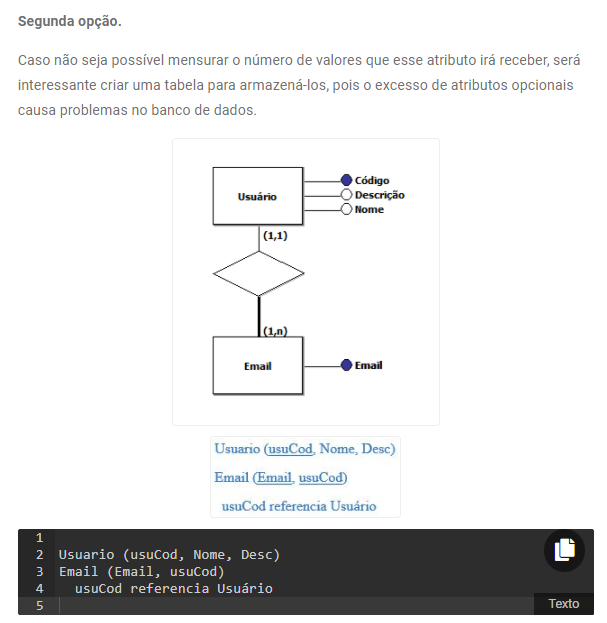 Segunda opção.
Caso não seja possível mensurar o número de valores que esse atributo irá receber, será
interessante criar uma tabela para armazená-los, pois o excesso de atributos opcionais
causa problemas no banco de dados.
Usuário
Código
Descrição
Nome
(1,1)
(1,n)
Email
Email
Usuario (usuCod, Nome, Desc)
Email (Email, usuCod)
usuCod referencia Usuário
1
2 Usuario (usuCod, Nome, Desc)
3 Email (Email, usuCod)
4 usuCod referencia Usuário
5
Texto